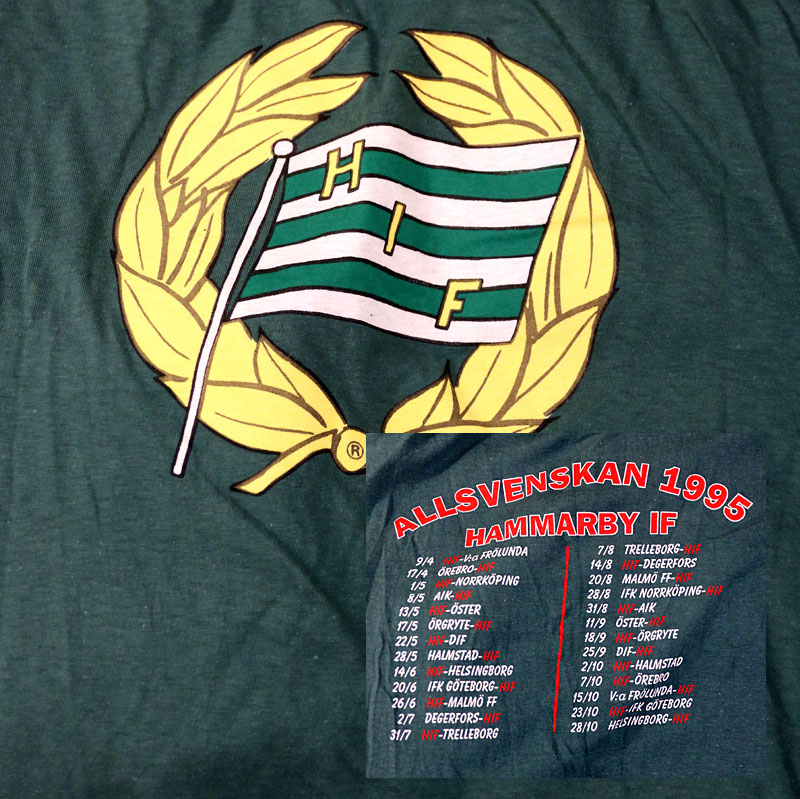 H
I
F
®
ALLSVENSKAN 1995
HAMMARBY IF
9/4 HIF-V:a FRÖLUNDA
17/4 ÖREBRO-HIF
1/5 HIF-NORRKÖPING
8/5 AIK-HIF
13/5 HIF-ÖSTER
17/5 ÖRGRYTE-HIF
22/5 HIF-DIF
28/5 HALMSTAD-HIF
14/6 HIF-HELSINGBORG
20/6 IFK GÖTEBORG-HIF
26/6 HIF-MALMÖ FF
2/7 DEGERFORS-HIF
31/7 HIF-TRELLEBORG
7/8 TRELLEBORG-HIF
14/8 HIF-DEGERFORS
20/8 MALMÖ FF-HIF
28/8 IFK NORRKÖPING-HIF
31/8 HIF-AIK
11/9 ÖSTER-HIF
18/9 HIF-ÖRGRYTE
25/9 DIF-HIF
2/10 HIF-HALMSTAD
7/10 HIF-ÖREBRO
15/10 V:a FRÖLUNDA-HIF
23/10 HIF-IFK GÖTEBORG
28/10 HELSINGBORG-HIF